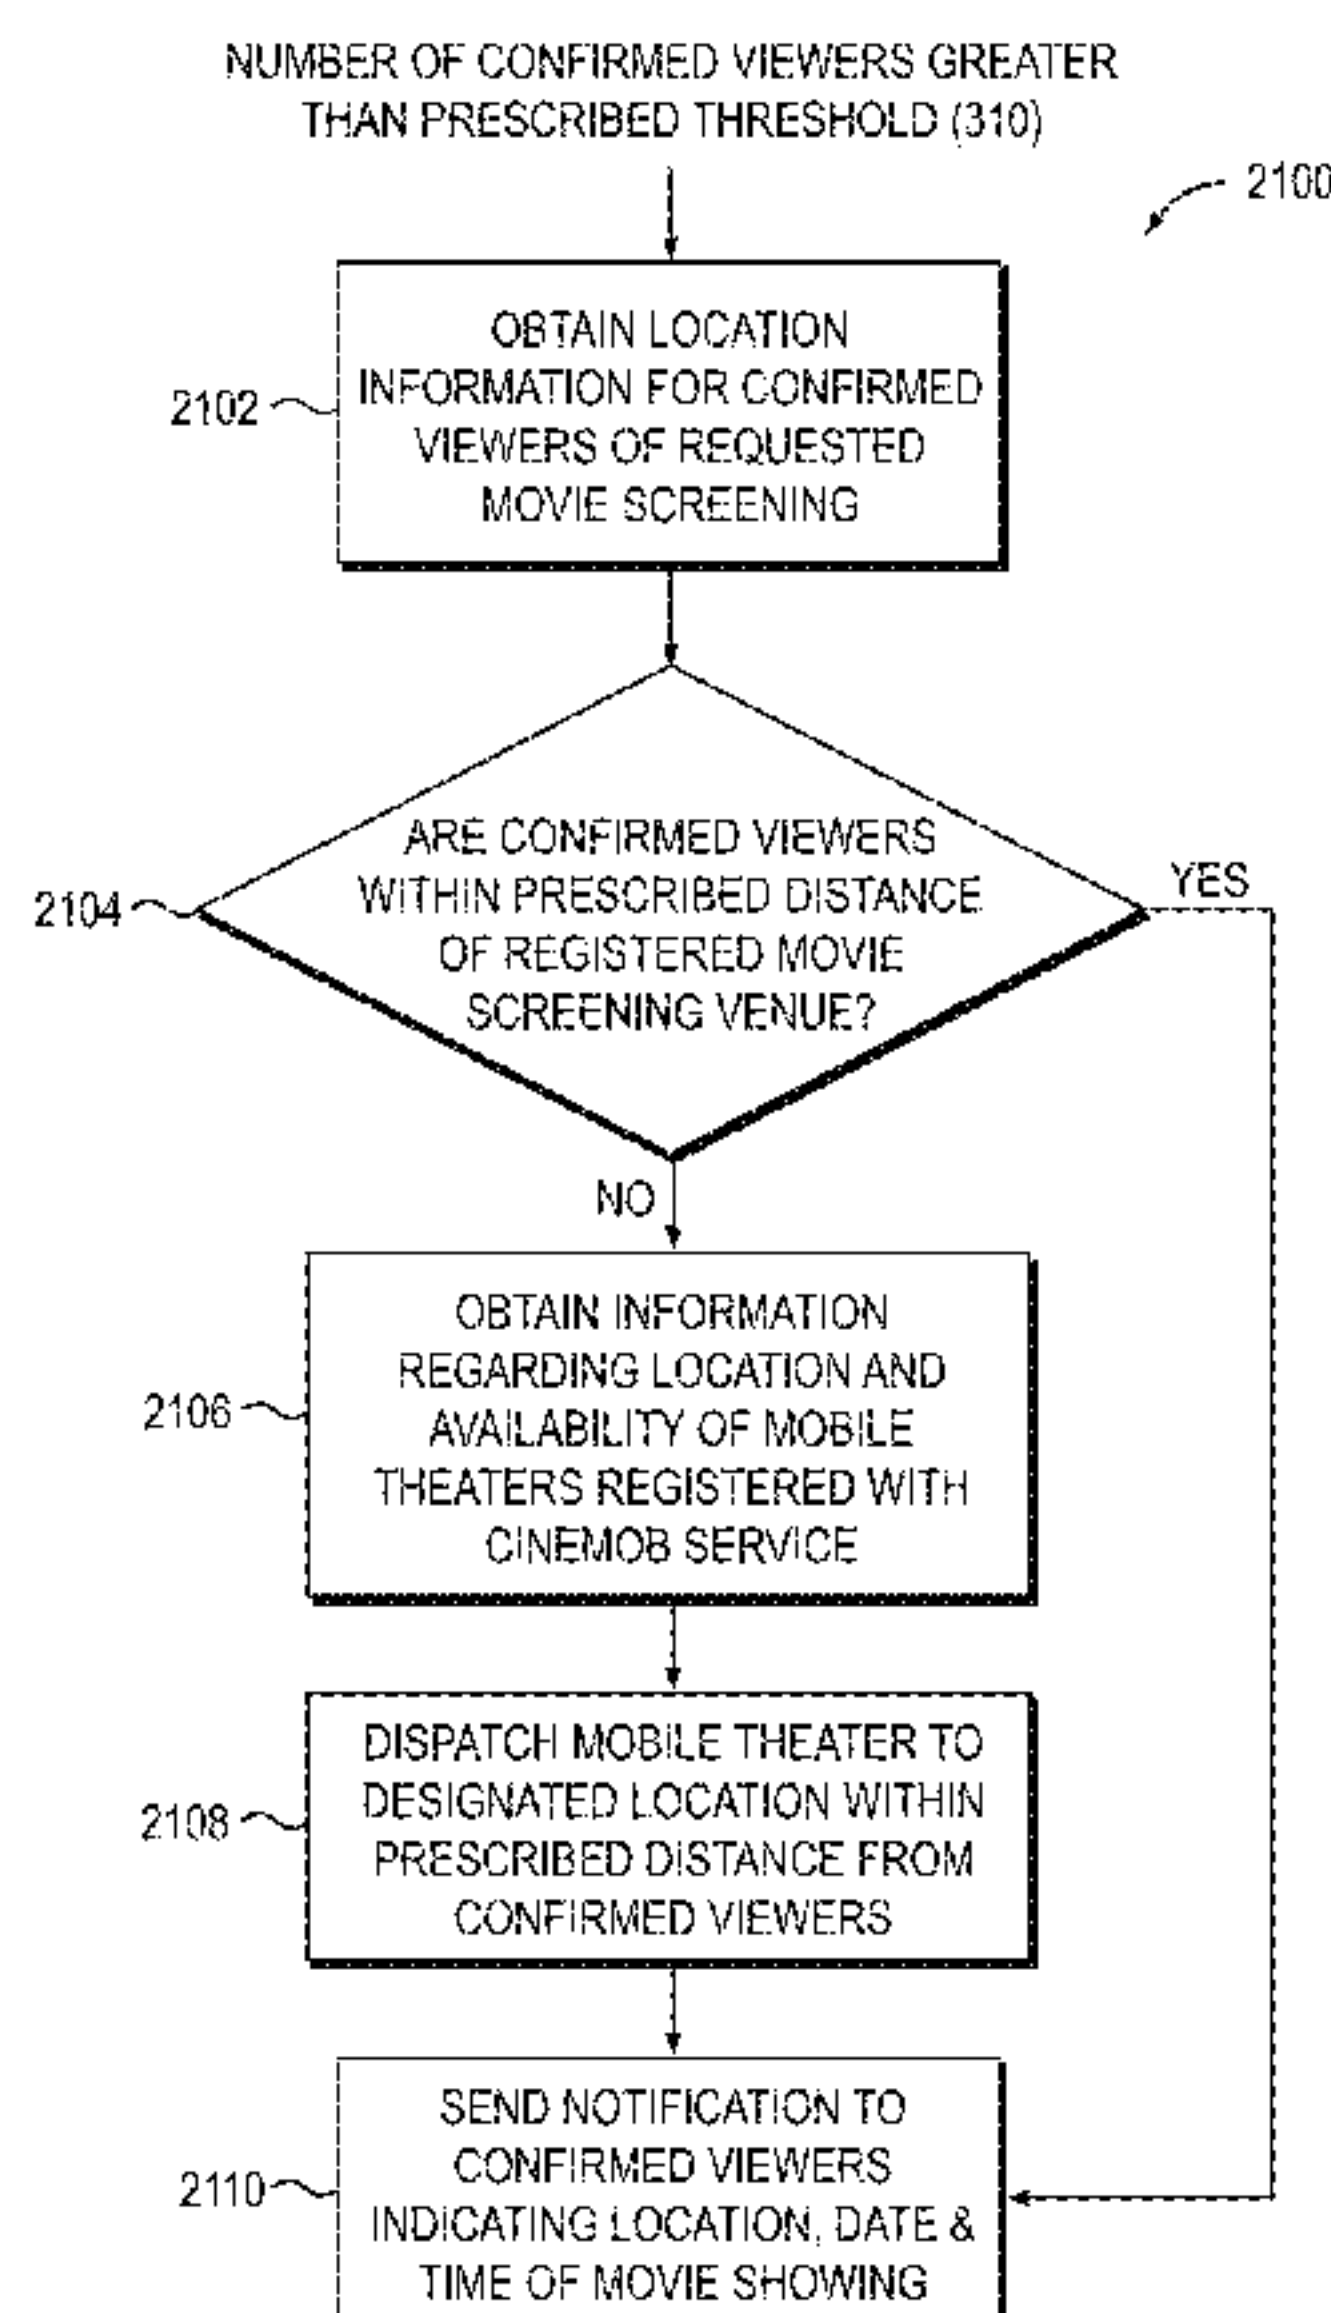 NUMBER OF CONFIRMED VIEWERS GREATER
THAN PRESCRIBED THRESHOLD (310)
2100
OBTAIN LOCATION
INFORMATION FOR CONFIRMED
VIEWERS OF REQUESTED
MOVIE SCREENING
2102
ARE CONFIRMED VIEWERS
WITHIN PRESCRIBED DISTANCE
OF REGISTERED MOVIE
SCREENING VENUE?
2104
YES
NO
OBTAIN INFORMATION
REGARDING LOCATION AND
AVAILABILITY OF MOBILE
THEATERS REGISTERED WITH
CINEMOB SERVICE
2106
DISPATCH MOBILE THEATER TO
DESIGNATED LOCATION WITHIN
PRESCRIBED DISTANCE FROM
CONFIRMED VIEWERS
2108
SEND NOTIFICATION TO
CONFIRMED VIEWERS
INDICATING LOCATION, DATE &
TIME OF MOVIE SHOWING
2110